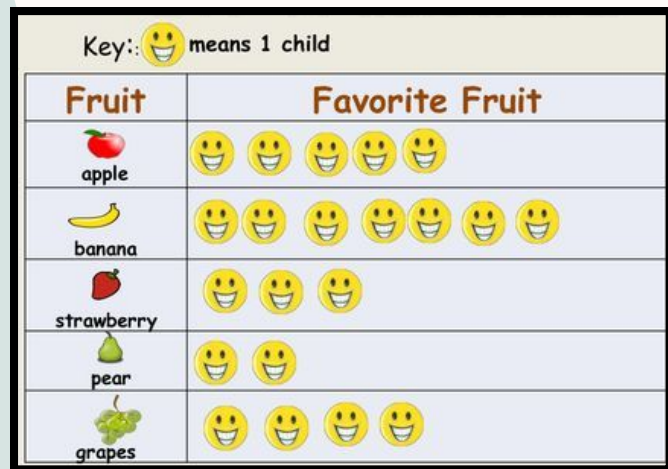 Key:: means 1 child
Fruit Favorite Fruit
apple
banana
strawberry
pear
grapes